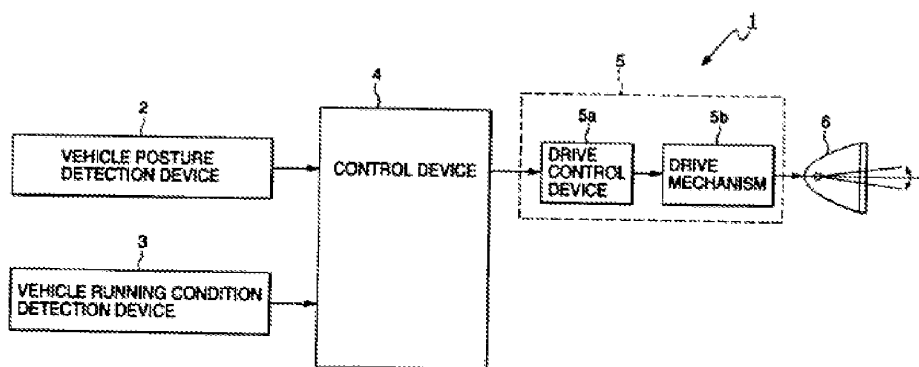 1
5
4
2
5a
5b
6
VEHICLE POSTURE
DETECTION DEVICE
CONTROL DEVICE
DRIVE
CONTROL
DEVICE
DRIVE
MECHANISM
3
VEHICLE RUNNING CONDITION
DETECTION DEVICE